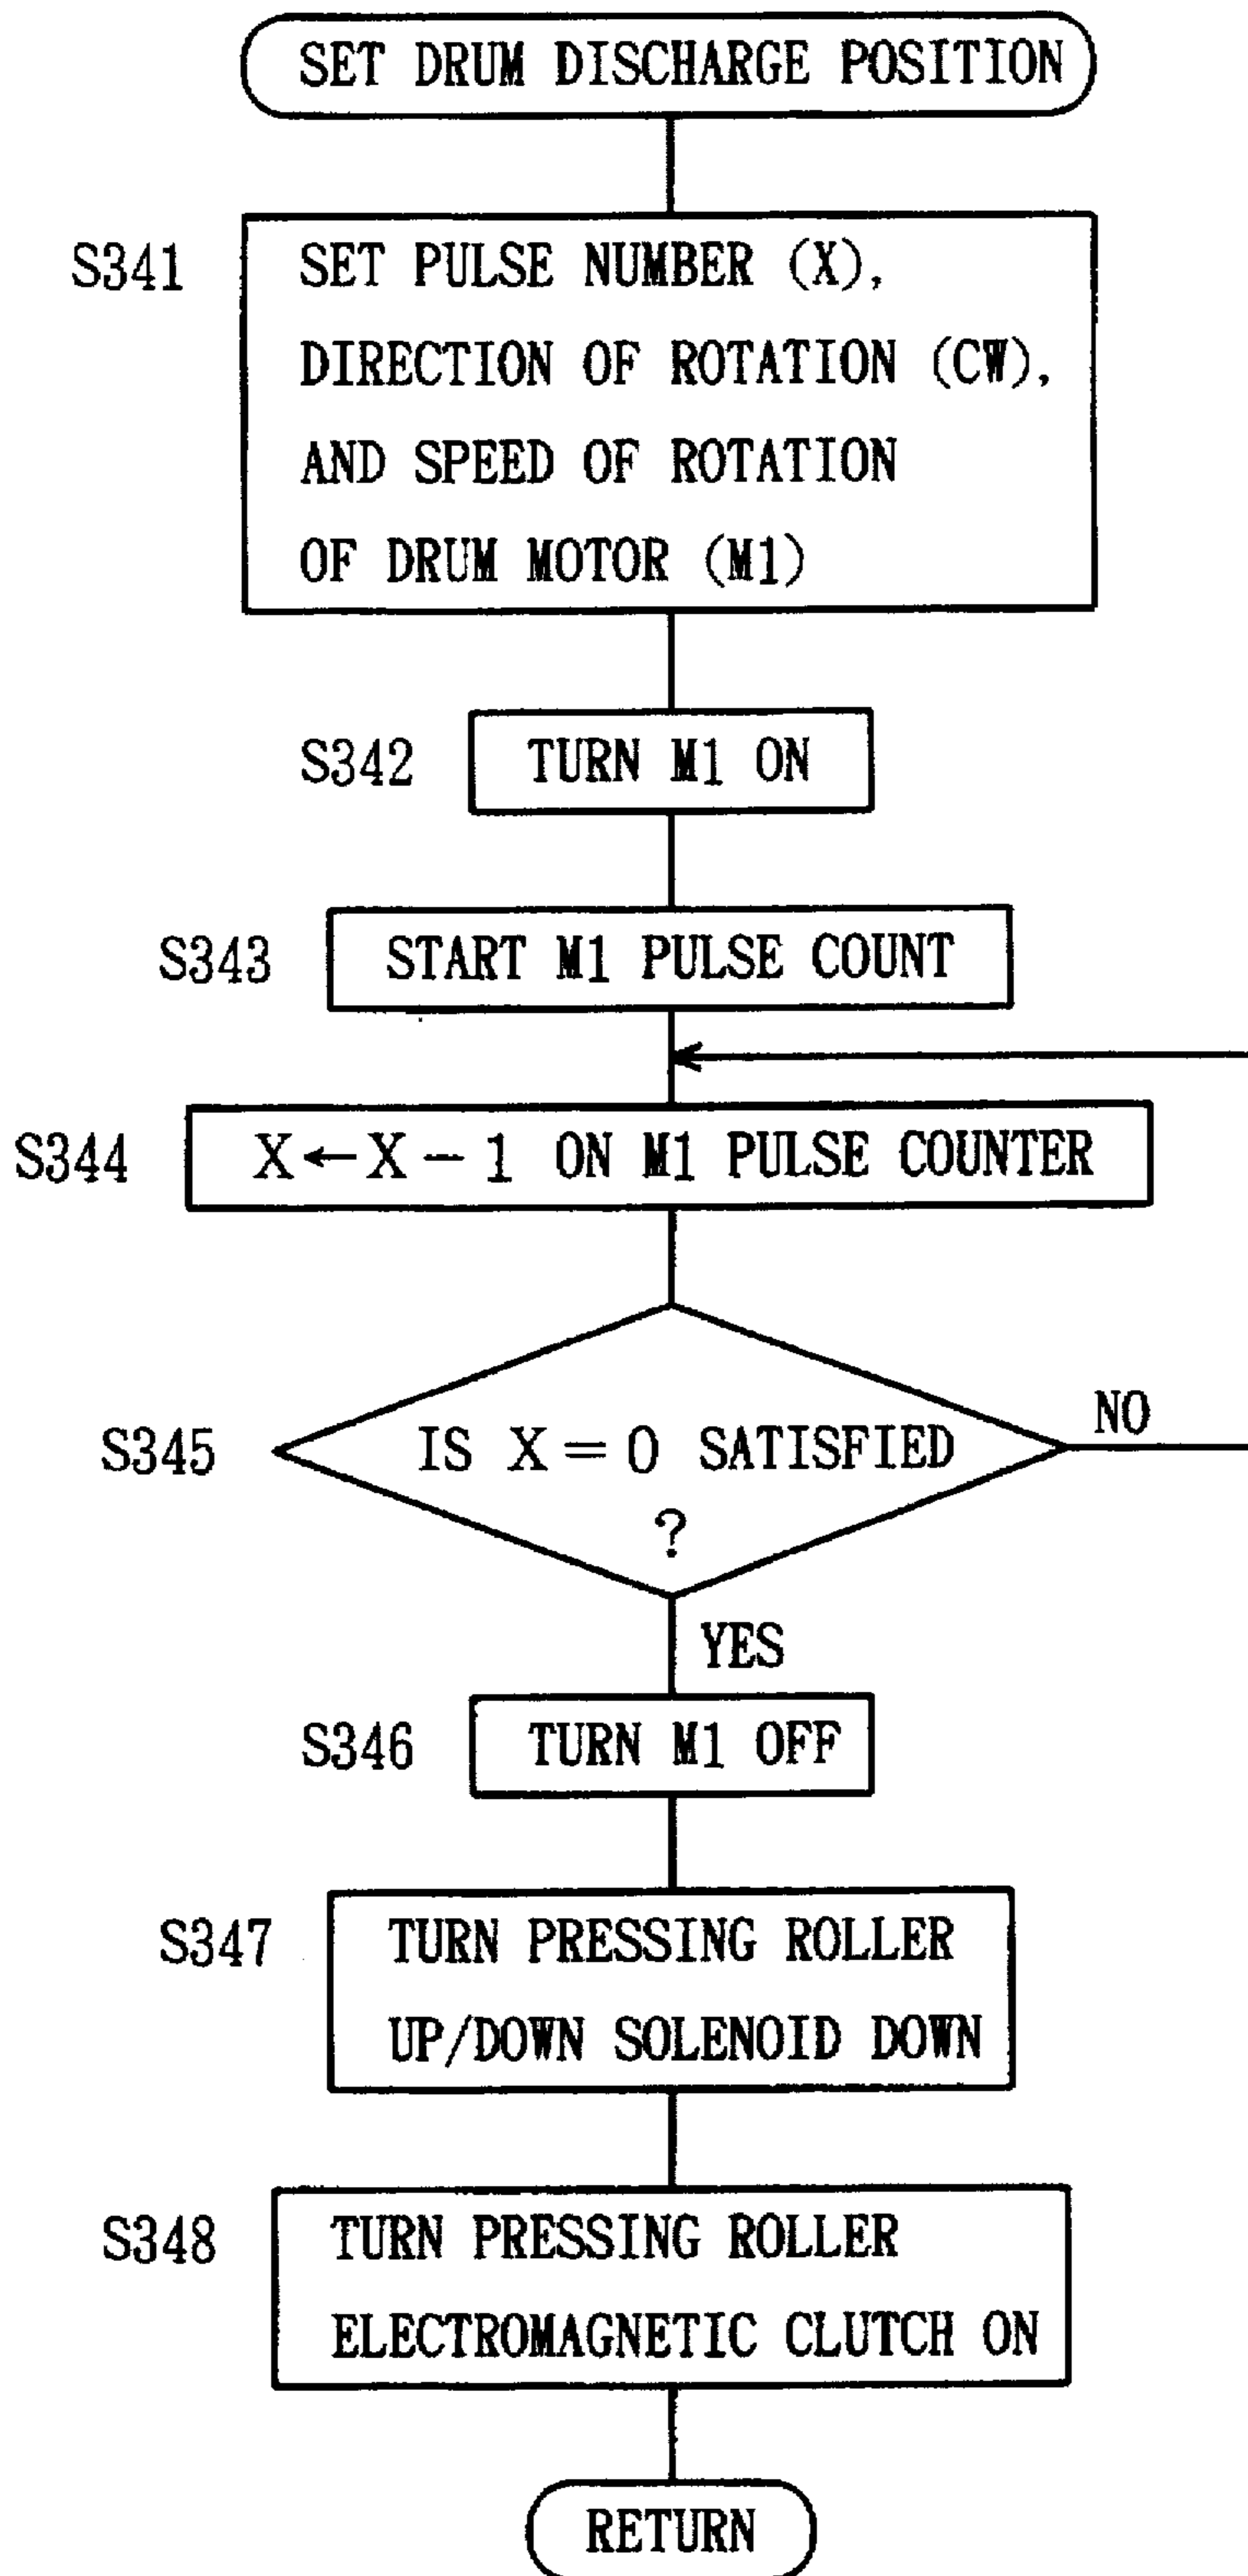 SET DRUM DISCHARGE POSITION
S341
SET PULSE NUMBER (X),
DIRECTION OF ROTATION (CW),
AND SPEED OF ROTATION
OF DRUM MOTOR (M1)
S342
TURN M1 ON
S343
START M1 PULSE COUNT
S344
X←X-1 ON M1 PULSE COUNTER
S345
IS X=0 SATISFIED
?
NO
YES
S346
TURN M1 OFF
S347
TURN PRESSING ROLLER
UP/DOWN SOLENOID DOWN
S348
TURN PRESSING ROLLER
ELECTROMAGNETIC CLUTCH ON
RETURN